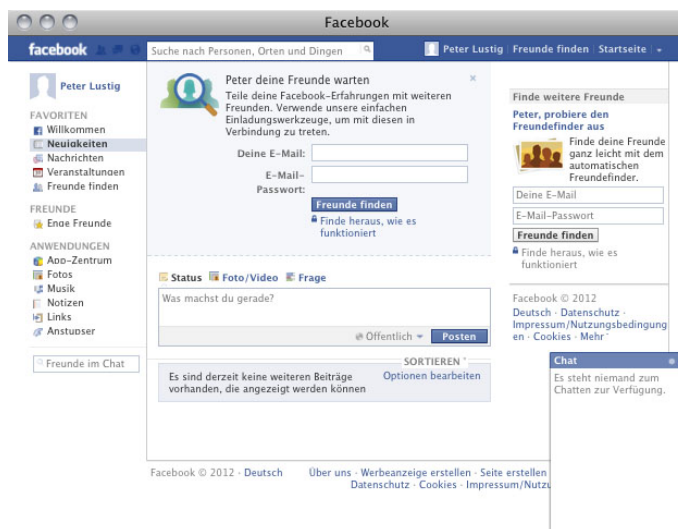 Facebook
facebook
Suche nach Personen, Orten und Dingen
Peter Lustig
Freunde finden
Startseite
Peter Lustig
FAVORITEN
Willkommen
Neuigkeiten
Nachrichten
Veranstaltungen
Freunde finden
FREUNDE
Enge Freunde
ANWENDUNGEN
App-Zentrum
Fotos
Musik
Notizen
Links
Anstupser
Freunde im Chat
Peter deine Freunde warten
Teile deine Facebook-Erfahrungen mit weiteren
Freunden. Verwende unsere einfachen
Einladungswerkzeuge, um mit diesen in
Verbindung zu treten.
Deine E-Mail:
E-Mail-
Passwort:
Freunde finden
Finde heraus, wie es
funktioniert
Status Foto/Video Frage
Was machst du gerade?
Öffentlich Posten
SORTIEREN
Es sind derzeit keine weiteren Beiträge
vorhanden, die angezeigt werden können
Optionen bearbeiten
Finde weitere Freunde
Peter, probiere den
Freundefinder aus
Finde deine Freunde
ganz leicht mit dem
automatischen
Freundefinder.
Deine E-Mail
E-Mail-Passwort
Freunde finden
Finde heraus, wie es
funktioniert
Facebook © 2012
Deutsch · Datenschutz ·
Impressum/Nutzungsbedingung
en · Cookies · Mehr
Chat
Es steht niemand zum
Chatten zur Verfügung.
Facebook © 2012 · Deutsch
Über uns · Werbeanzeige erstellen · Seite erstellen
Datenschutz · Cookies · Impressum/Nutzu